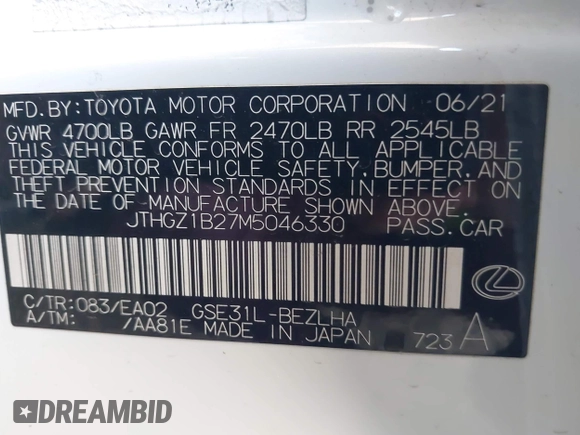 MFD.BY:TOYOTA MOTOR CORPORATION 06/21
GVWR 4700LB GAWR FR 2470LB RR 2545LB
THIS VEHICLE CONFORMS TO ALL APPLICABLE
FEDERAL MOTOR VEHICLE SAFETY,BUMPER,AND
THEFT PREVENTION STANDARDS IN EFFECT ON
THE DATE OF MANUFACTURE SHOWN ABOVE.
JTHGZ1B27M5046330 PASS.CAR
C/TR:083/EA02 GSE31L-BEZLHA
A/TM: /AA81E MADE IN JAPAN 723 A
DREAMBID